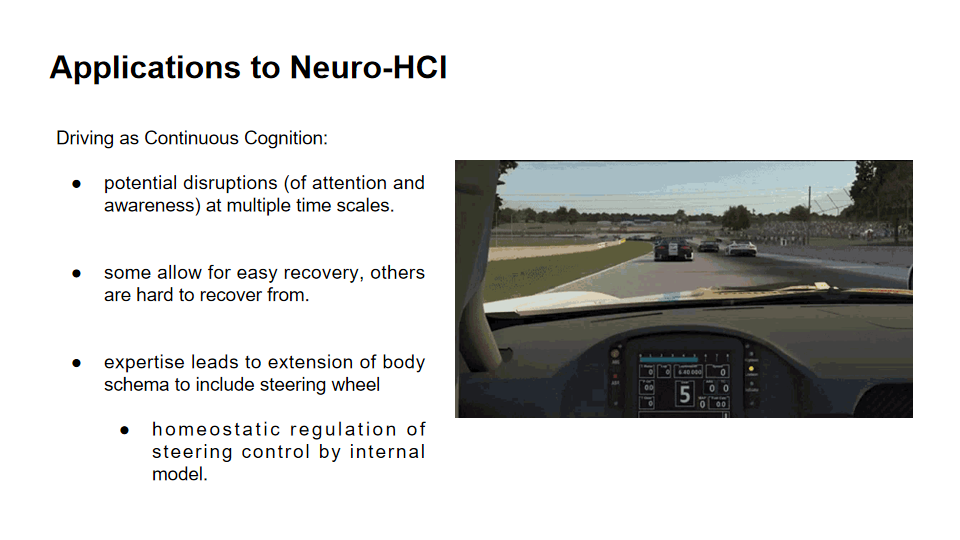 Applications to Neuro-HCI
Driving as Continuous Cognition:
● potential disruptions (of attention and
awareness) at multiple time scales.
● some allow for easy recovery, others
are hard to recover from.
● expertise leads to extension of body
schema to include steering wheel
● homeostatic regulation of
steering control by internal
model.
5